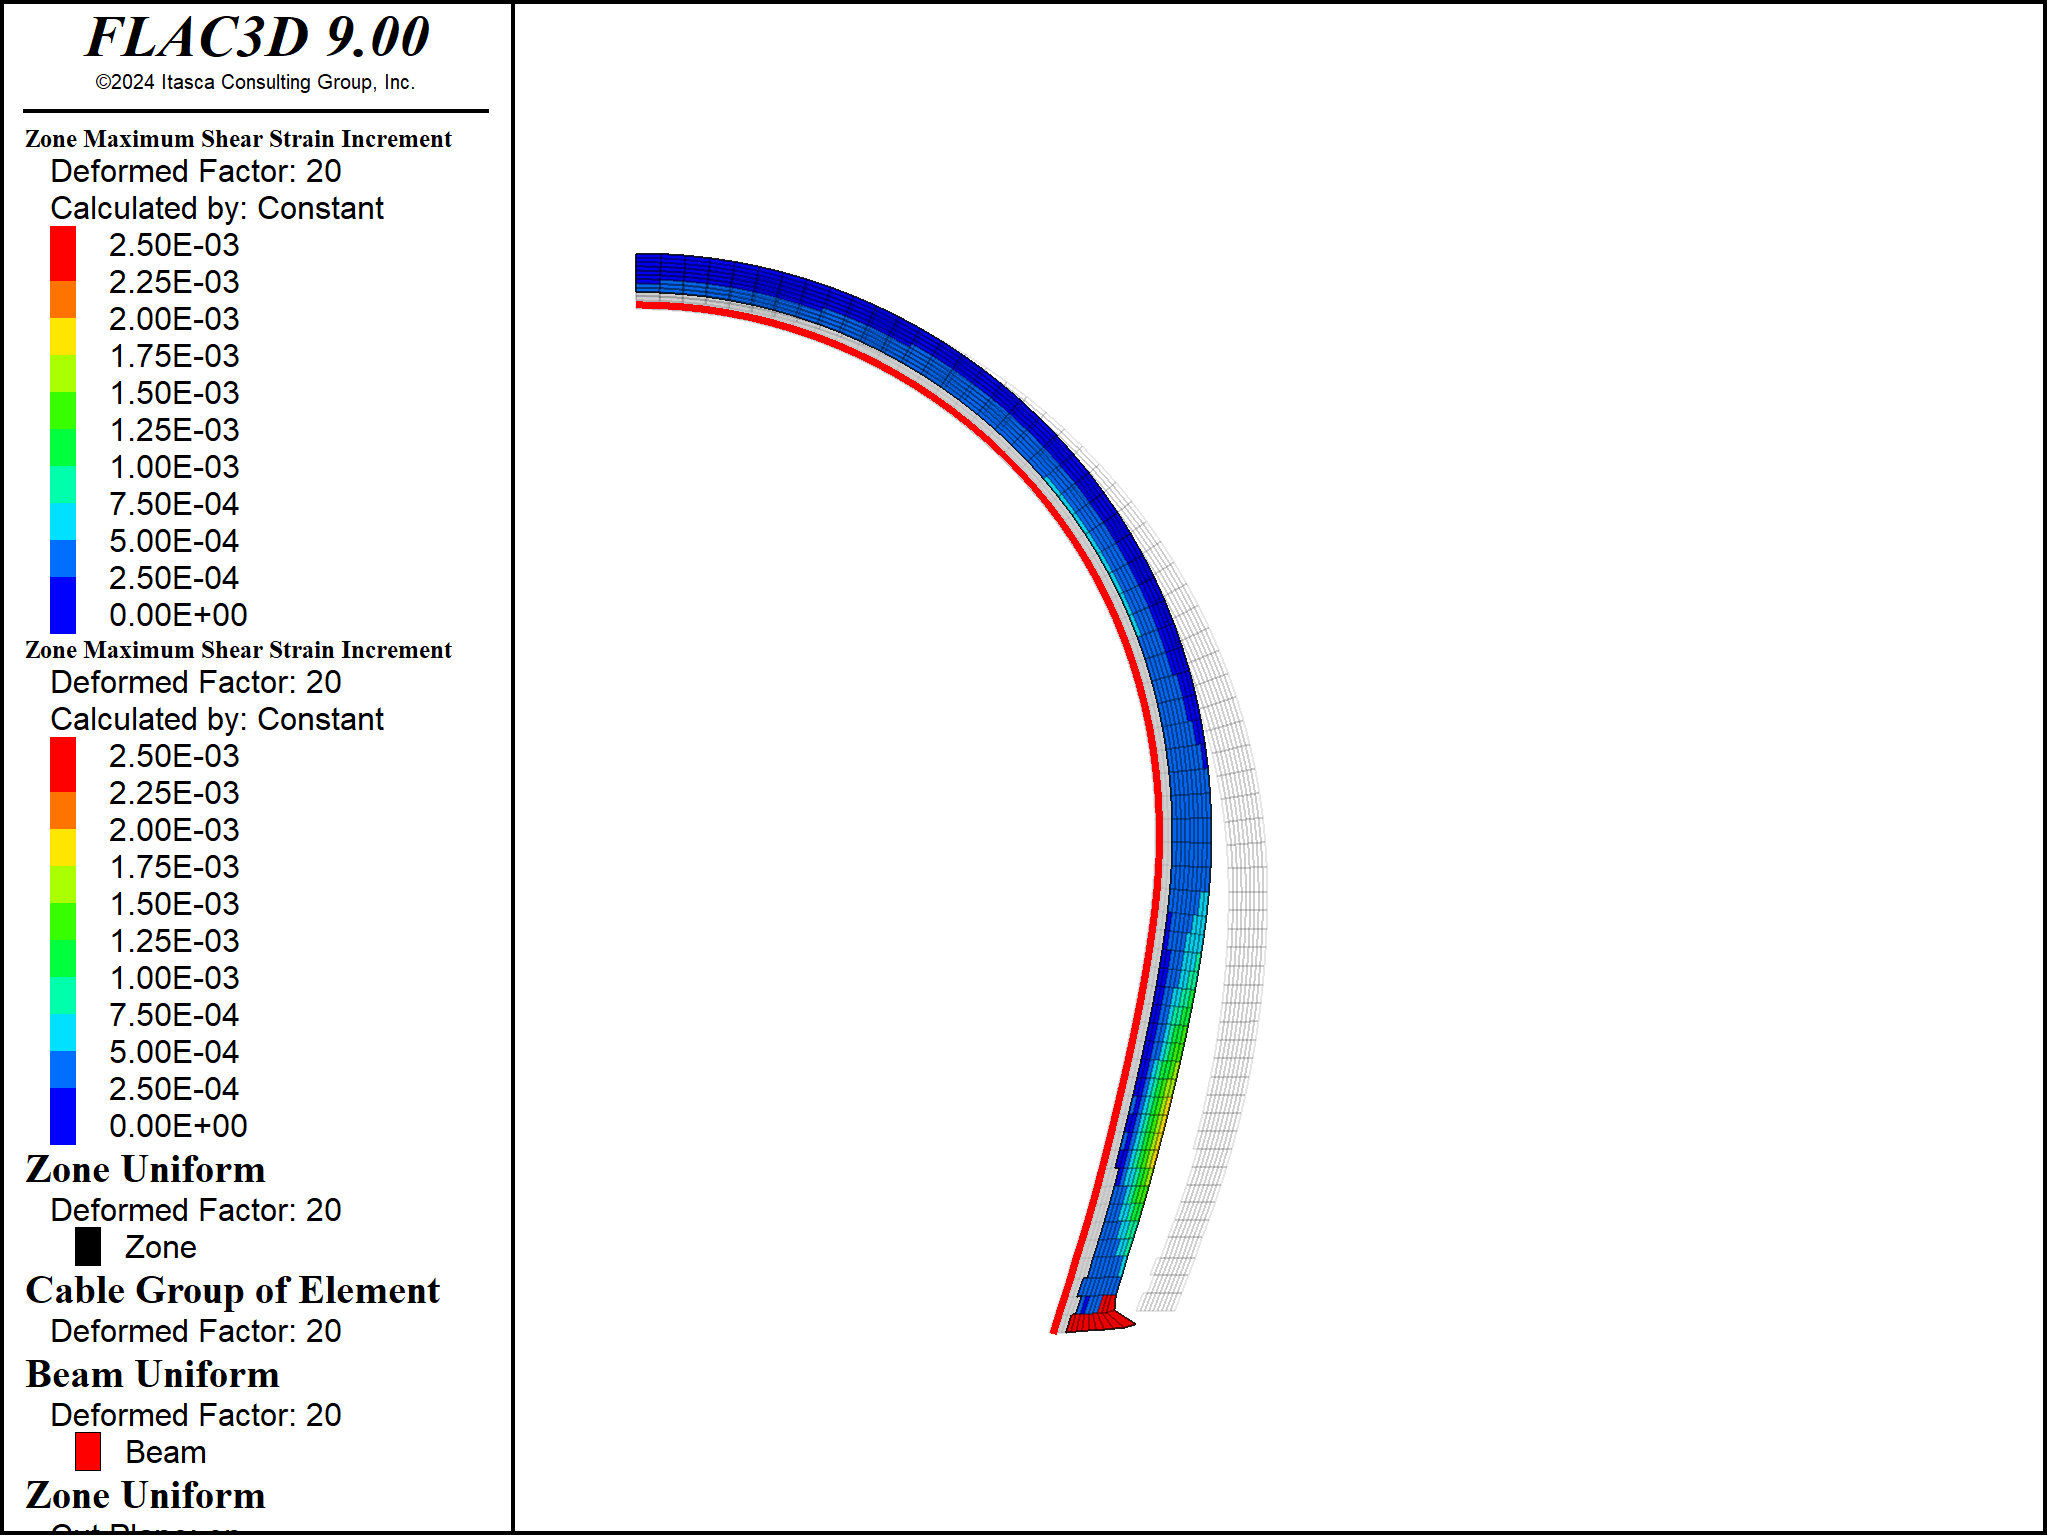 FLAC3D 9.00
©2024 Itasca Consulting Group, Inc.
Zone Maximum Shear Strain Increment
Deformed Factor: 20
Calculated by: Constant
2.50E-03
2.25E-03
2.00E-03
1.75E-03
1.50E-03
1.25E-03
1.00E-03
7.50E-04
5.00E-04
2.50E-04
0.00E+00
Zone Maximum Shear Strain Increment
Deformed Factor: 20
Calculated by: Constant
2.50E-03
2.25E-03
2.00E-03
1.75E-03
1.50E-03
1.25E-03
1.00E-03
7.50E-04
5.00E-04
2.50E-04
0.00E+00
Zone Uniform
Deformed Factor: 20
Zone
Cable Group of Element
Deformed Factor: 20
Beam Uniform
Deformed Factor: 20
Beam
Zone Uniform